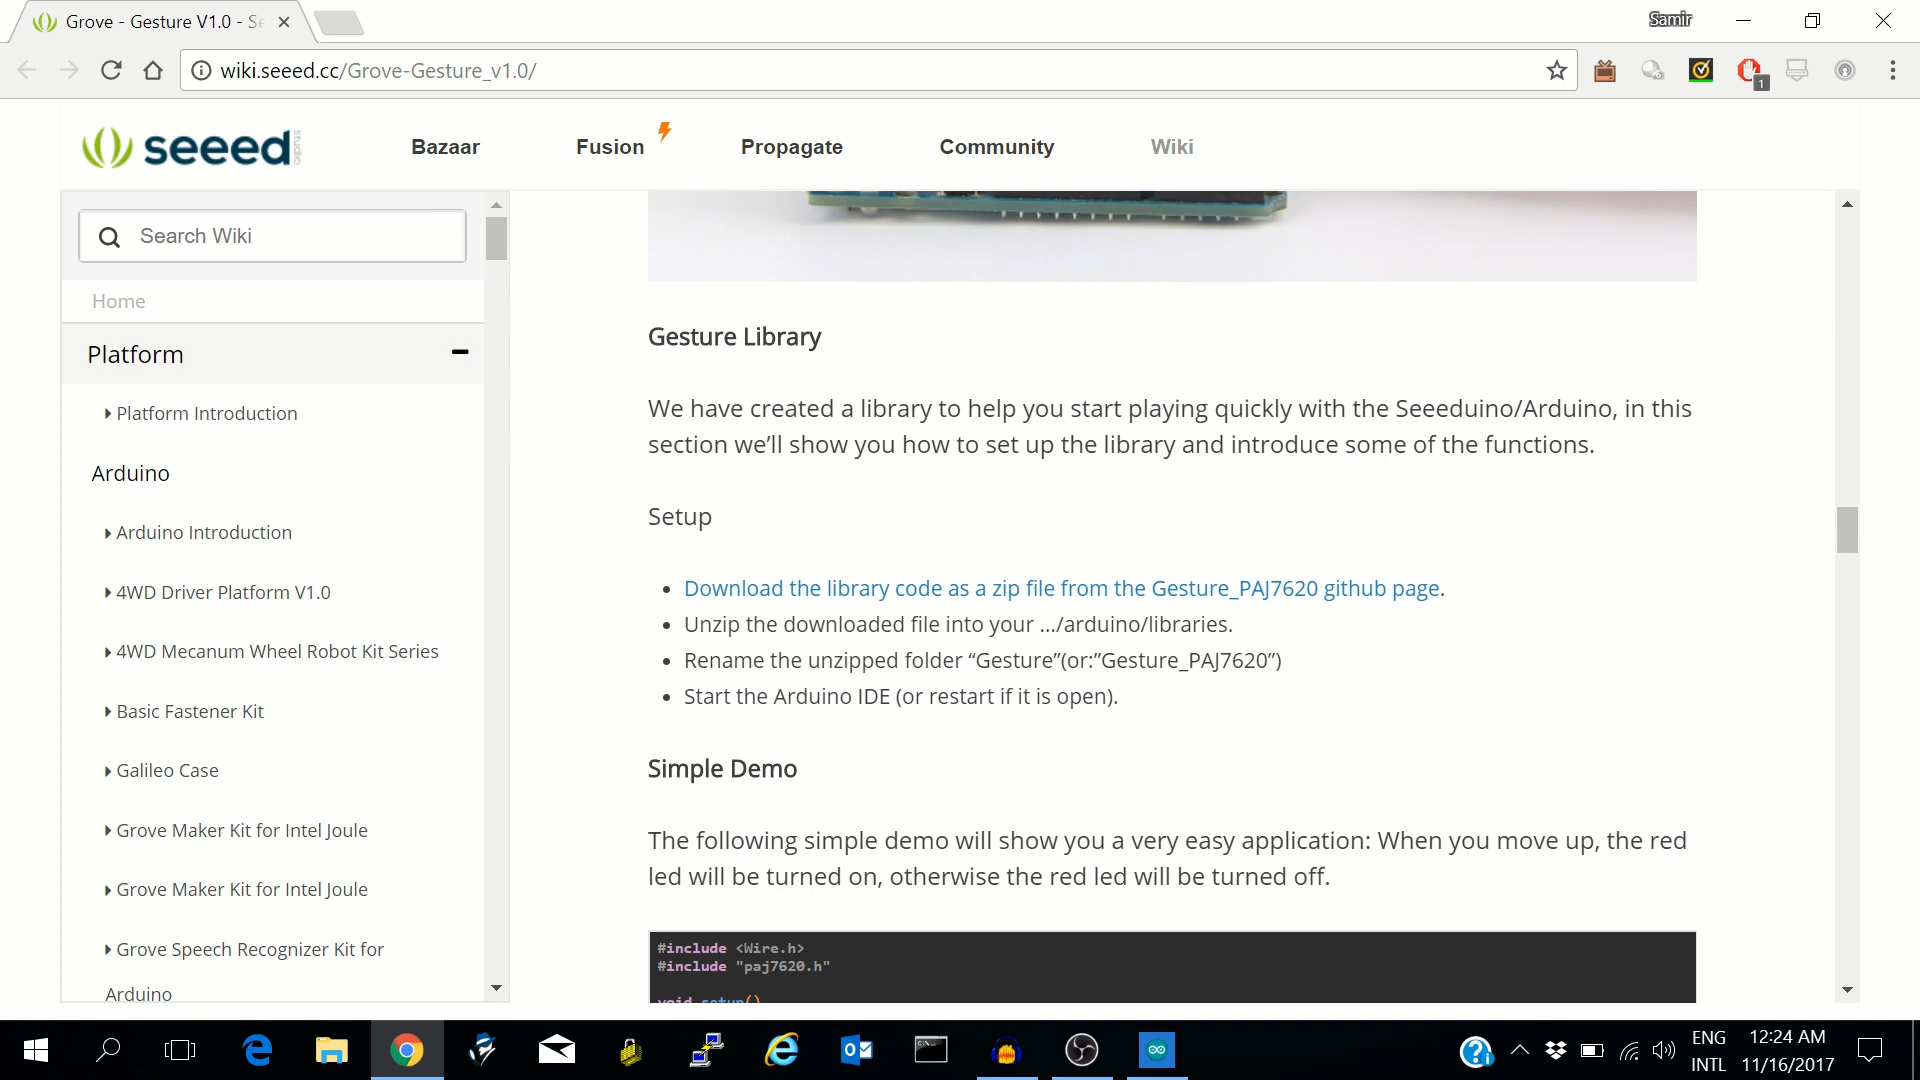 Grove - Gesture V1.0 - Se
Samir
wiki.seeed.cc/Grove-Gesture_v1.0/
1
seeed
studio
Bazaar
Fusion
Propagate
Community
Wiki
Search Wiki
Home
Platform
Platform Introduction
Arduino
Arduino Introduction
4WD Driver Platform V1.0
4WD Mecanum Wheel Robot Kit Series
Basic Fastener Kit
Galileo Case
Grove Maker Kit for Intel Joule
Grove Maker Kit for Intel Joule
Grove Speech Recognizer Kit for
Arduino
Gesture Library
We have created a library to help you start playing quickly with the Seeeduino/Arduino, in this
section we’ll show you how to set up the library and introduce some of the functions.
Setup
Download the library code as a zip file from the Gesture_PAJ7620 github page.
Unzip the downloaded file into your …/arduino/libraries.
Rename the unzipped folder “Gesture”(or:”Gesture_PAJ7620”)
Start the Arduino IDE (or restart if it is open).
Simple Demo
The following simple demo will show you a very easy application: When you move up, the red
led will be turned on, otherwise the red led will be turned off.
#include <Wire.h>
#include "paj7620.h"
void setup()
ENG
INTL
12:24 AM
11/16/2017